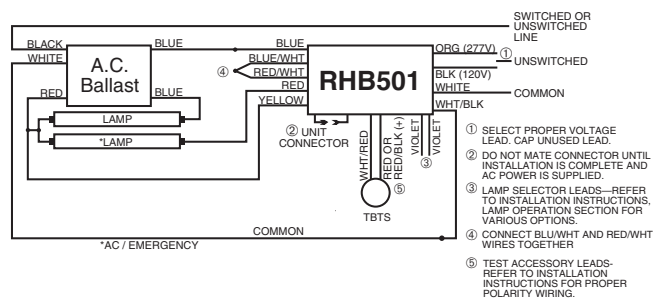 SWITCHED OR
UNSWITCHED
LINE
BLACK
WHITE
BLUE
BLUE
ORG (277V)
①
UNSWITCHED
A.C.
Ballast
④
BLUE/WHT
RED/WHT
RED
YELLOW
RHB501
BLK (120V)
WHITE
COMMON
WHT/BLK
RED
BLUE
LAMP
*LAMP
② UNIT
CONNECTOR
WHT/RED
RED OR
RED/BLK (+)
VIOLET
VIOLET
③
⑤
TBTS
COMMON
*AC / EMERGENCY
① SELECT PROPER VOLTAGE
LEAD. CAP UNUSED LEAD.
② DO NOT MATE CONNECTOR UNTIL
INSTALLATION IS COMPLETE AND
AC POWER IS SUPPLIED.
③ LAMP SELECTOR LEADS—REFER
TO INSTALLATION INSTRUCTIONS,
LAMP OPERATION SECTION FOR
VARIOUS OPTIONS.
④ CONNECT BLU/WHT AND RED/WHT
WIRES TOGETHER
⑤ TEST ACCESSORY LEADS-
REFER TO INSTALLATION
INSTRUCTIONS FOR PROPER
POLARITY WIRING.